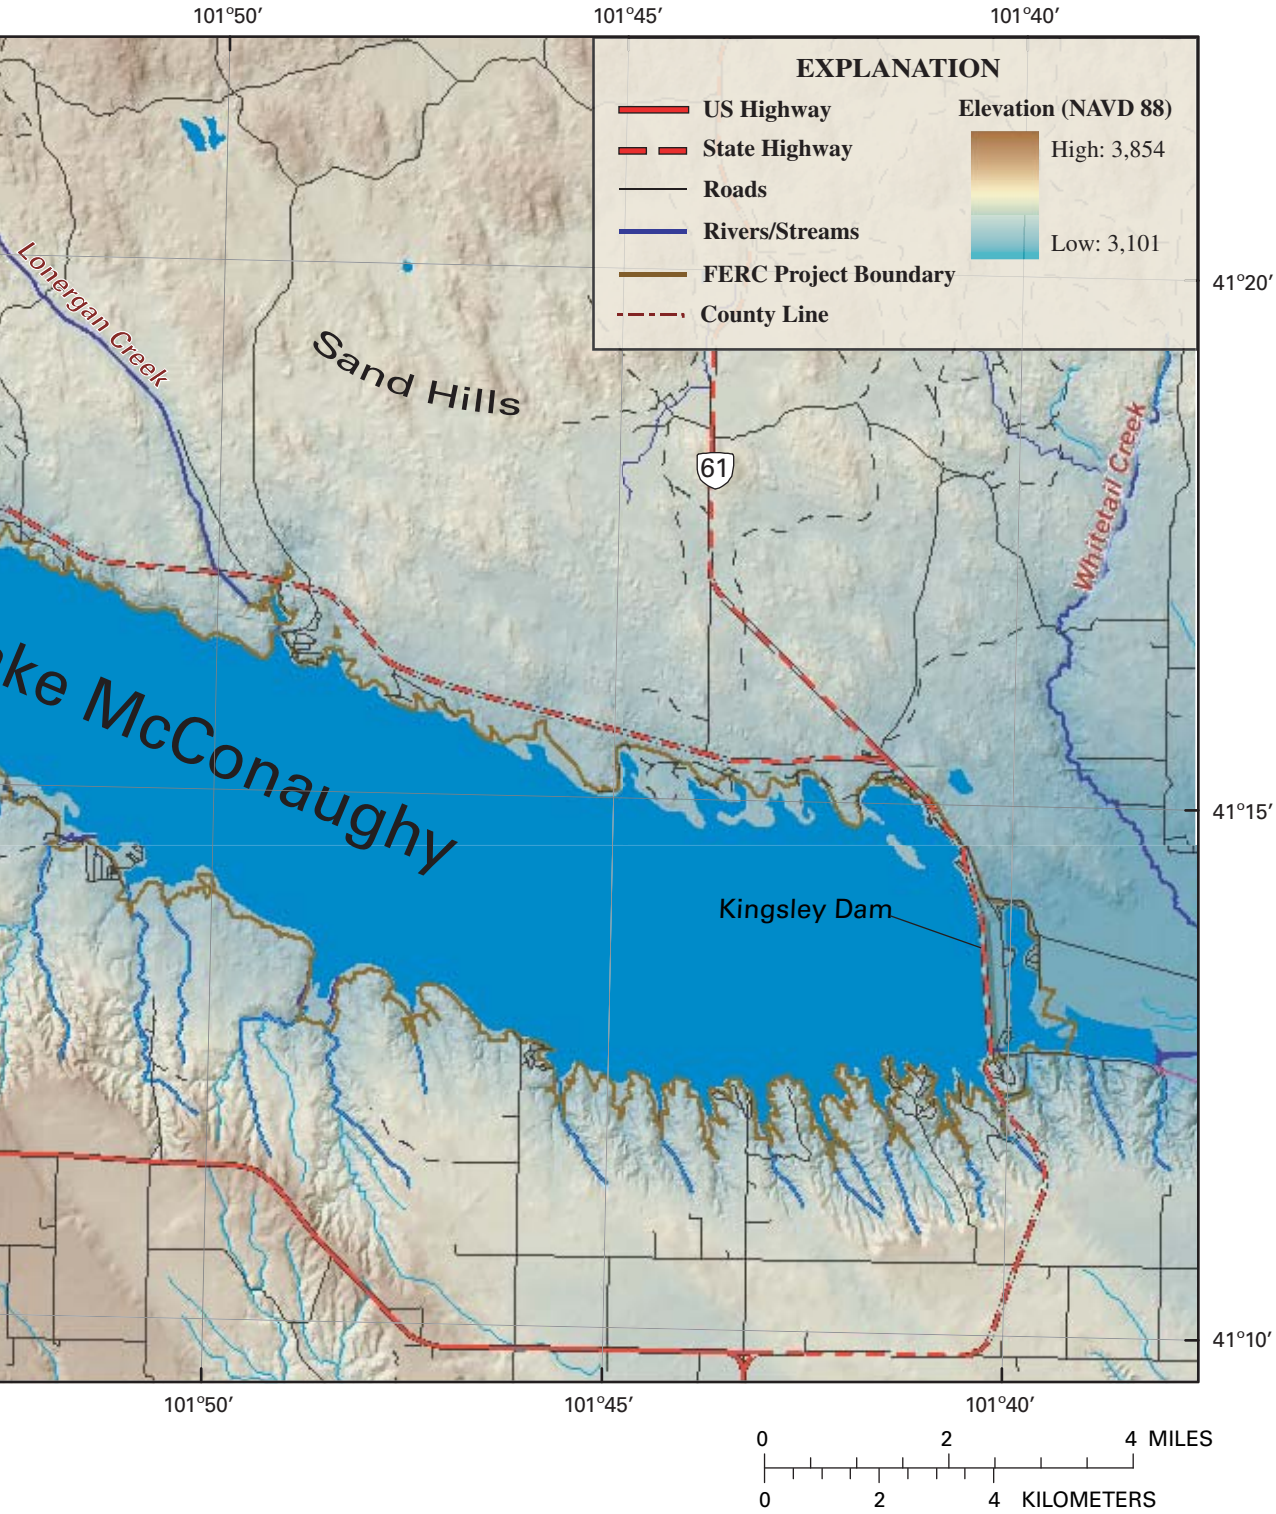 101°50′ 101°45′ 101°40′
EXPLANATION
US Highway
State Highway
Roads
Rivers/Streams
FERC Project Boundary
County Line
Elevation (NAVD 88)
High: 3,854
Low: 3,101
41°20′
Lonergan Creek
Sand Hills
61
Whitetail Creek
ke McConaughy
41°15′
Kingsley Dam
41°10′
101°50′ 101°45′ 101°40′
0 2 4 MILES
0 2 4 KILOMETERS